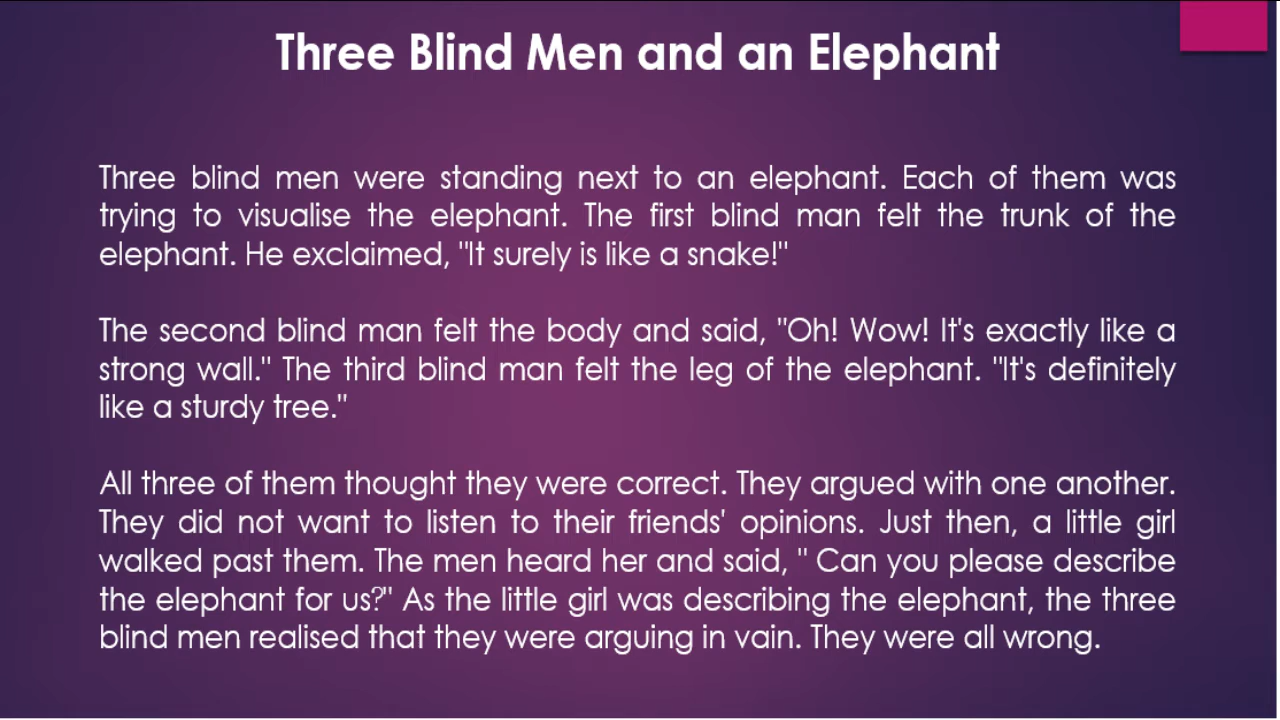 Three Blind Men and an Elephant
Three blind men were standing next to an elephant. Each of them was
trying to visualise the elephant. The first blind man felt the trunk of the
elephant. He exclaimed, "It surely is like a snake!"
The second blind man felt the body and said, "Oh! Wow! It's exactly like a
strong wall." The third blind man felt the leg of the elephant. "It's definitely
like a sturdy tree."
All three of them thought they were correct. They argued with one another.
They did not want to listen to their friends' opinions. Just then, a little girl
walked past them. The men heard her and said, " Can you please describe
the elephant for us?" As the little girl was describing the elephant, the three
blind men realised that they were arguing in vain. They were all wrong.